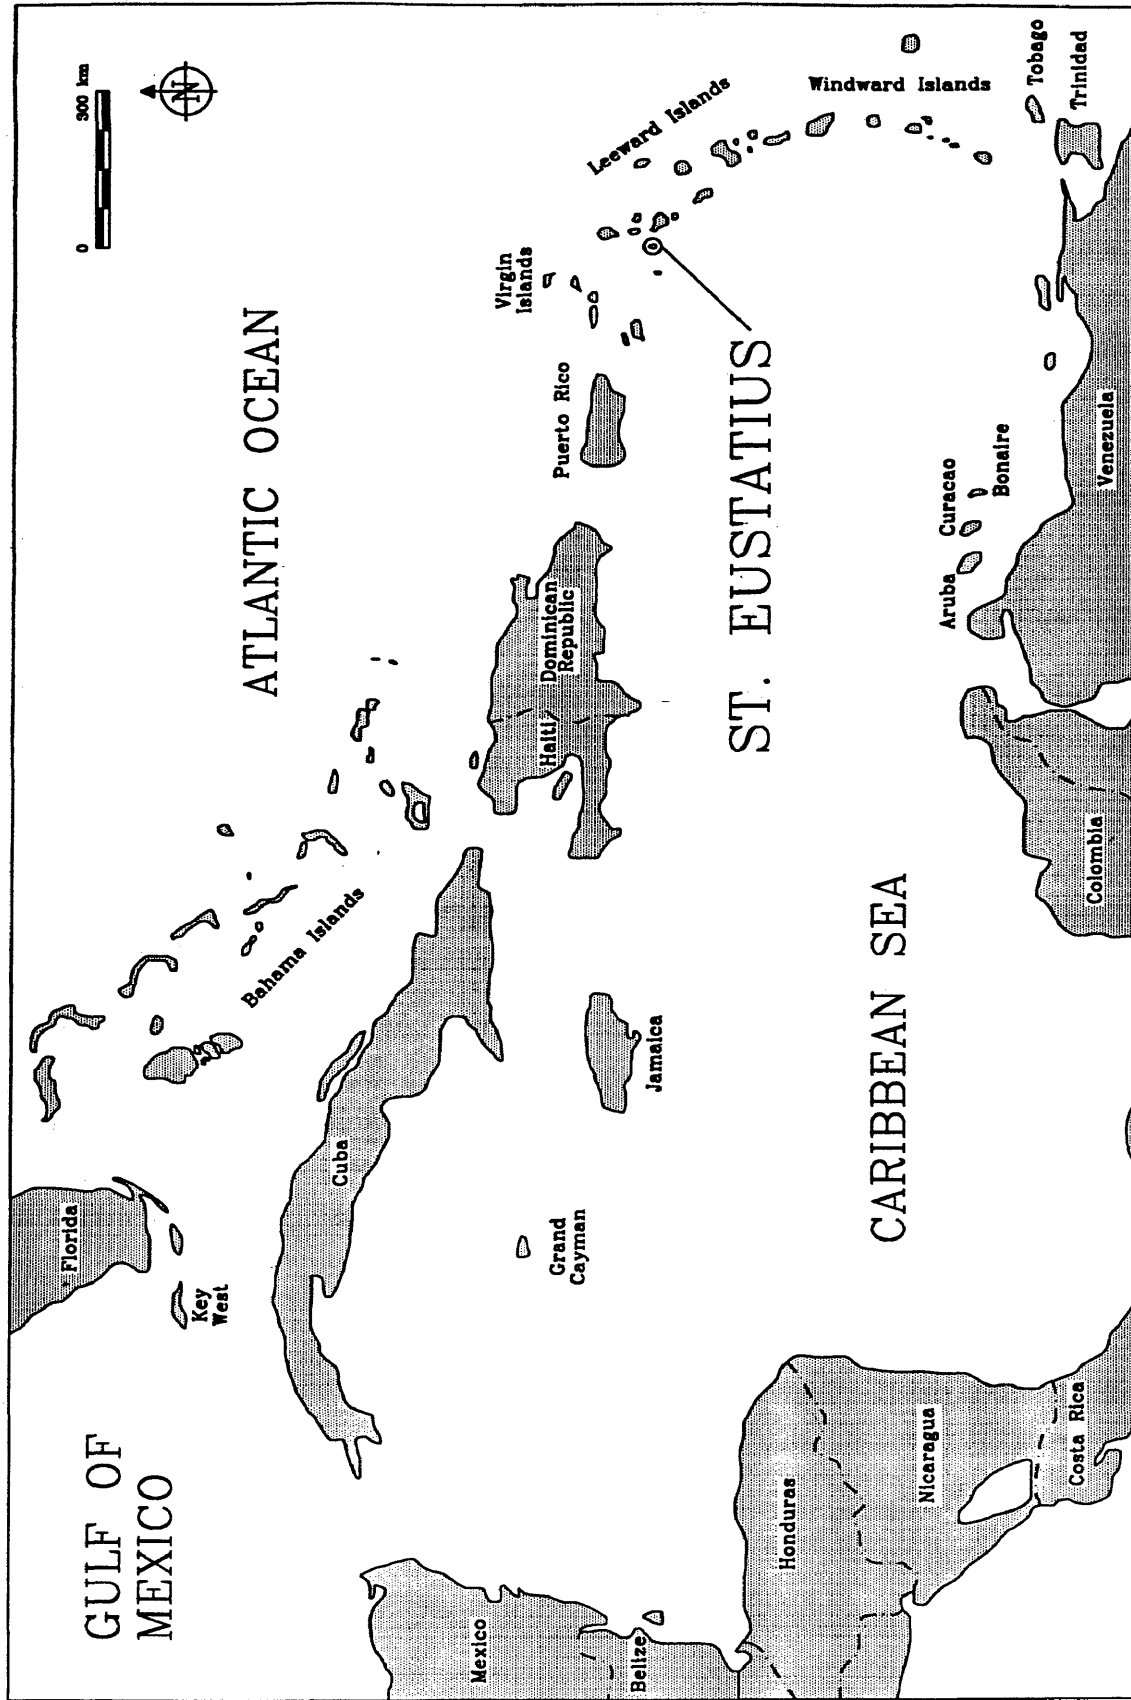 GULF OF
MEXICO
ATLANTIC OCEAN
0 300 km
N
Florida
Key
West
Bahama Islands
Cuba
Grand
Cayman
Jamaica
Haiti
Dominican
Republic
Puerto Rico
Virgin
Islands
Leeward Islands
Windward Islands
ST. EUSTATIUS
CARIBBEAN SEA
Mexico
Belize
Honduras
Nicaragua
Costa Rica
Colombia
Venezuela
Aruba
Curacao
Bonaire
Tobago
Trinidad